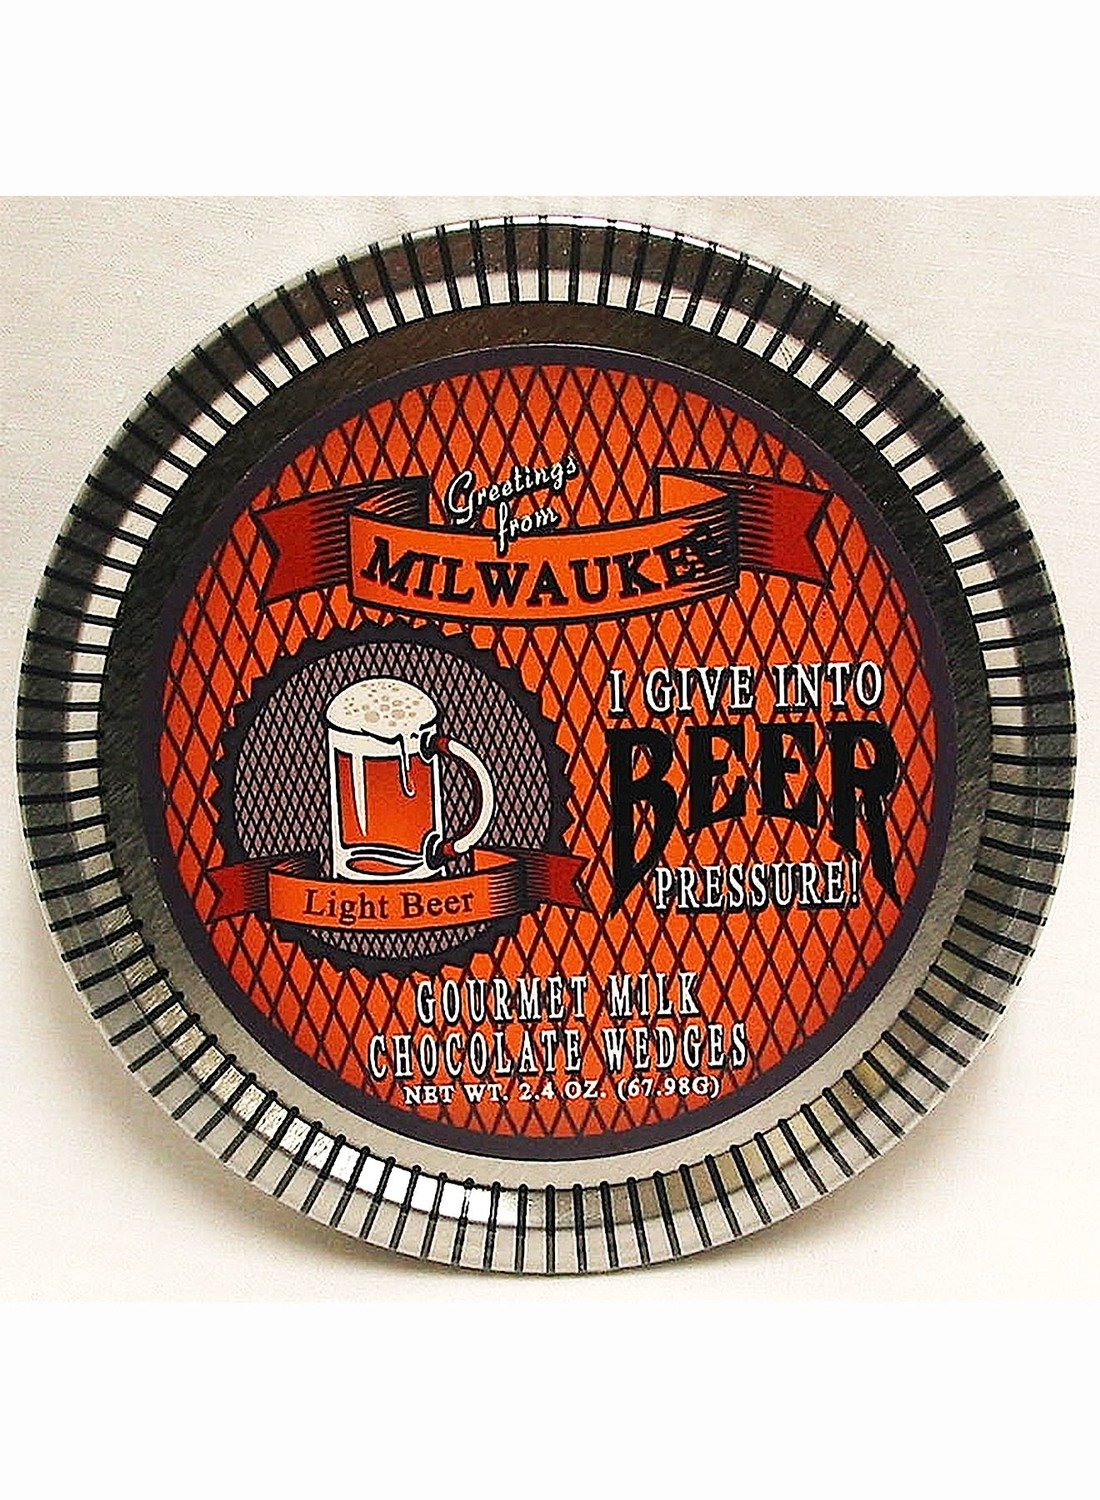 Greetings
from
MILWAUKEE
I GIVE INTO
BEER
PRESSURE!
Light Beer
GOURMET MILK
CHOCOLATE WEDGES
NET WT. 2.4 OZ. (67.98G)